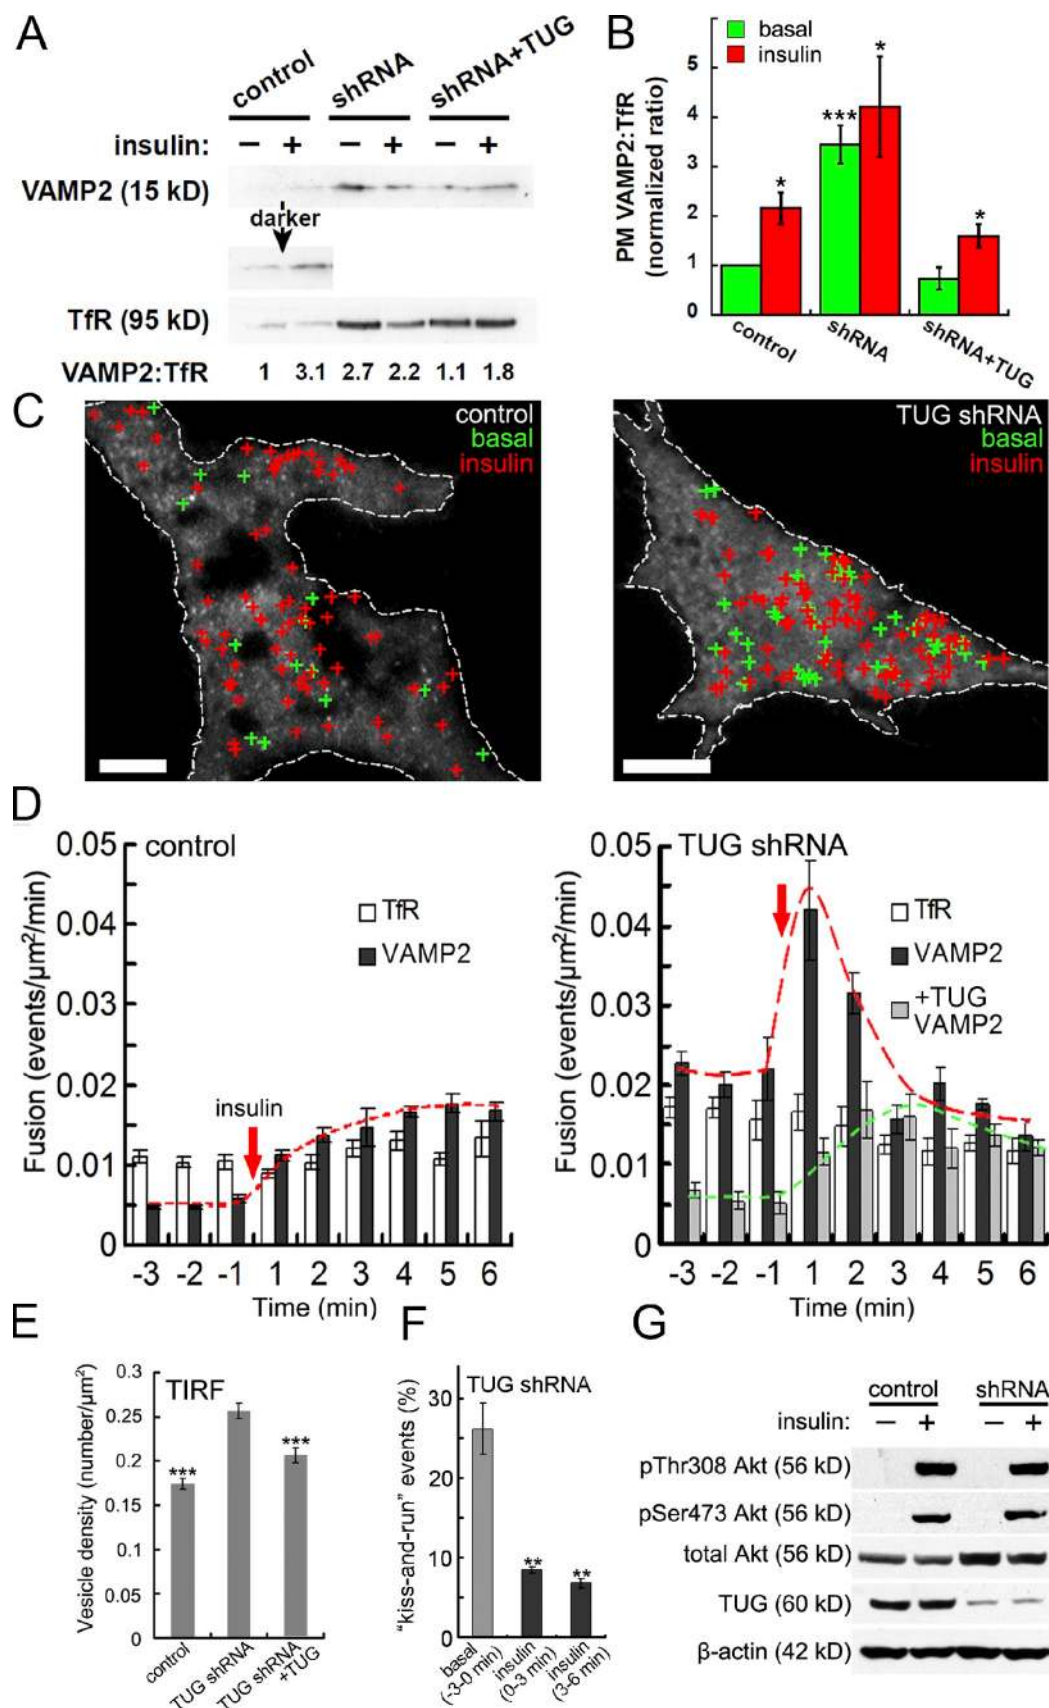 A
control
shRNA
shRNA+TUG
insulin: − + − + − +
VAMP2 (15 kD)
darker
TfR (95 kD)
VAMP2:TfR 1 3.1 2.7 2.2 1.1 1.8
B
basal
insulin
PM VAMP2:TfR
(normalized ratio)
5
4
3
2
1
0
*
***
*
*
control
shRNA
shRNA+TUG
C
control
basal
insulin
TUG shRNA
basal
insulin
D
control
Fusion (events/µm²/min)
0.05
0.04
0.03
0.02
0.01
0
TfR
VAMP2
insulin
-3 -2 -1 1 2 3 4 5 6
Time (min)
TUG shRNA
Fusion (events/µm²/min)
0.05
0.04
0.03
0.02
0.01
0
TfR
VAMP2
+TUG
VAMP2
-3 -2 -1 1 2 3 4 5 6
Time (min)
E
TIRF
Vesicle density (number/µm²)
0.3
0.25
0.2
0.15
0.1
0.05
0
***
***
control
TUG shRNA
TUG shRNA
+TUG
F
TUG shRNA
“kiss-and-run” events (%)
30
20
10
0
**
**
basal
(-3-0 min)
insulin
(0-3 min)
insulin
(3-6 min)
G
control shRNA
insulin: − + − +
pThr308 Akt (56 kD)
pSer473 Akt (56 kD)
total Akt (56 kD)
TUG (60 kD)
β-actin (42 kD)